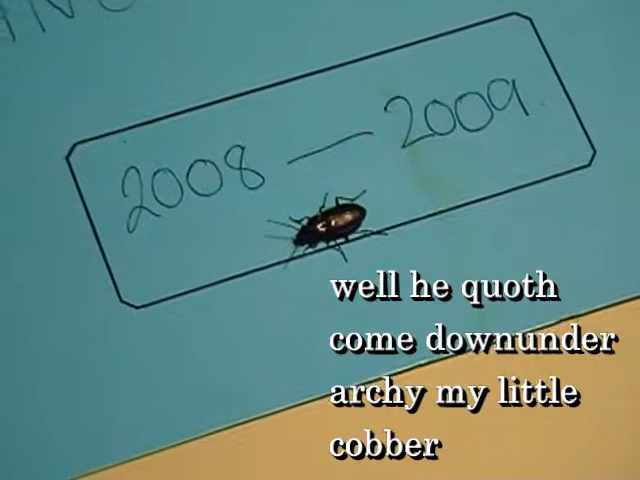 2008 — 2009
well he quoth
come downunder
archy my little
cobber